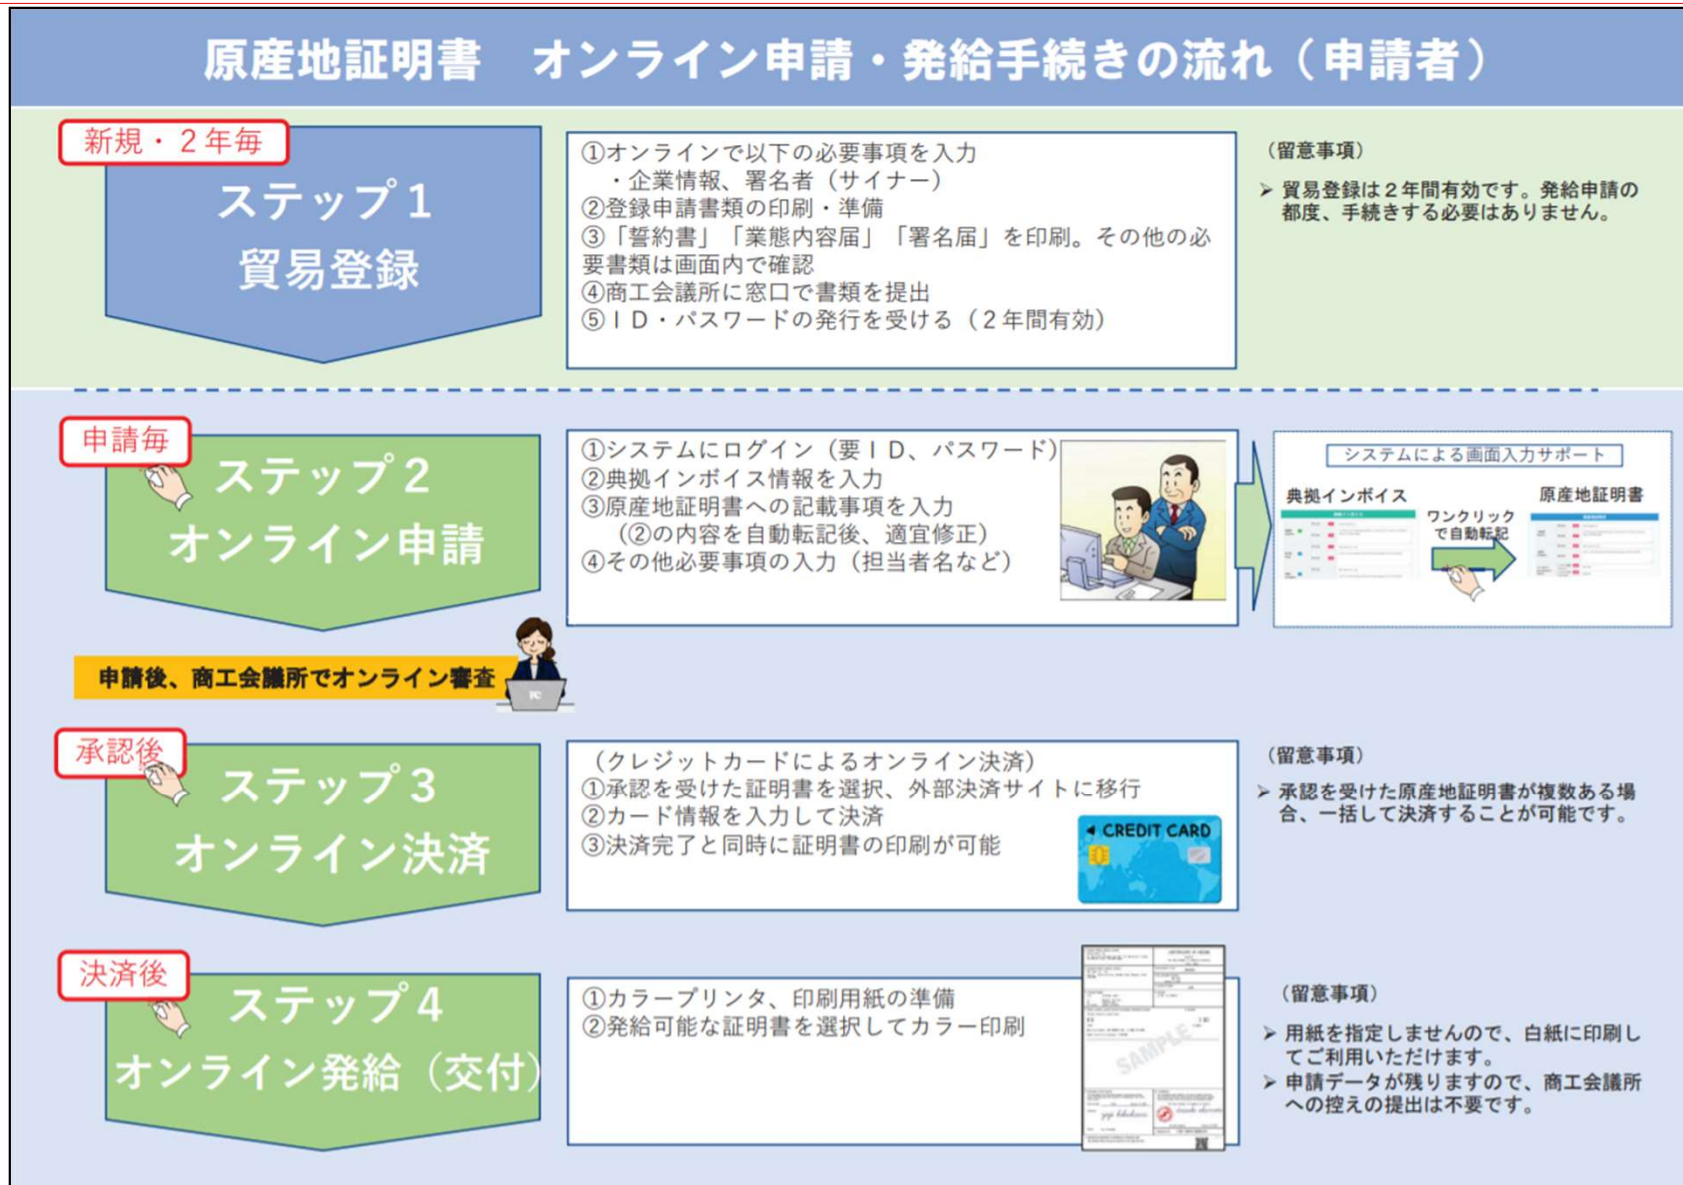 原産地証明書　オンライン申請・発給手続きの流れ（申請者）
新規・２年毎
ステップ１
貿易登録
①オンラインで以下の必要事項を入力
・企業情報、署名者（サイナー）
②登録申請書類の印刷・準備
③「誓約書」「業態内容届」「署名届」を印刷。その他の必
要書類は画面内で確認
④商工会議所に窓口で書類を提出
⑤ＩＤ・パスワードの発行を受ける（２年間有効）
（留意事項）
➢ 貿易登録は２年間有効です。発給申請の
都度、手続きする必要はありません。
申請毎
ステップ２
オンライン申請
①システムにログイン（要ＩＤ、パスワード）
②典拠インボイス情報を入力
③原産地証明書への記載事項を入力
（②の内容を自動転記後、適宜修正）
④その他必要事項の入力（担当者名など）
システムによる画面入力サポート
典拠インボイス
ワンクリック
で自動転記
原産地証明書
申請後、商工会議所でオンライン審査
承認後
ステップ３
オンライン決済
（クレジットカードによるオンライン決済）
①承認を受けた証明書を選択、外部決済サイトに移行
②カード情報を入力して決済
③決済完了と同時に証明書の印刷が可能
CREDIT CARD
（留意事項）
➢ 承認を受けた原産地証明書が複数ある場
合、一括して決済することが可能です。
決済後
ステップ４
オンライン発給（交付）
①カラープリンタ、印刷用紙の準備
②発給可能な証明書を選択してカラー印刷
SAMPLE
（留意事項）
➢ 用紙を指定しませんので、白紙に印刷し
てご利用いただけます。
➢ 申請データが残りますので、商工会議所
への控えの提出は不要です。